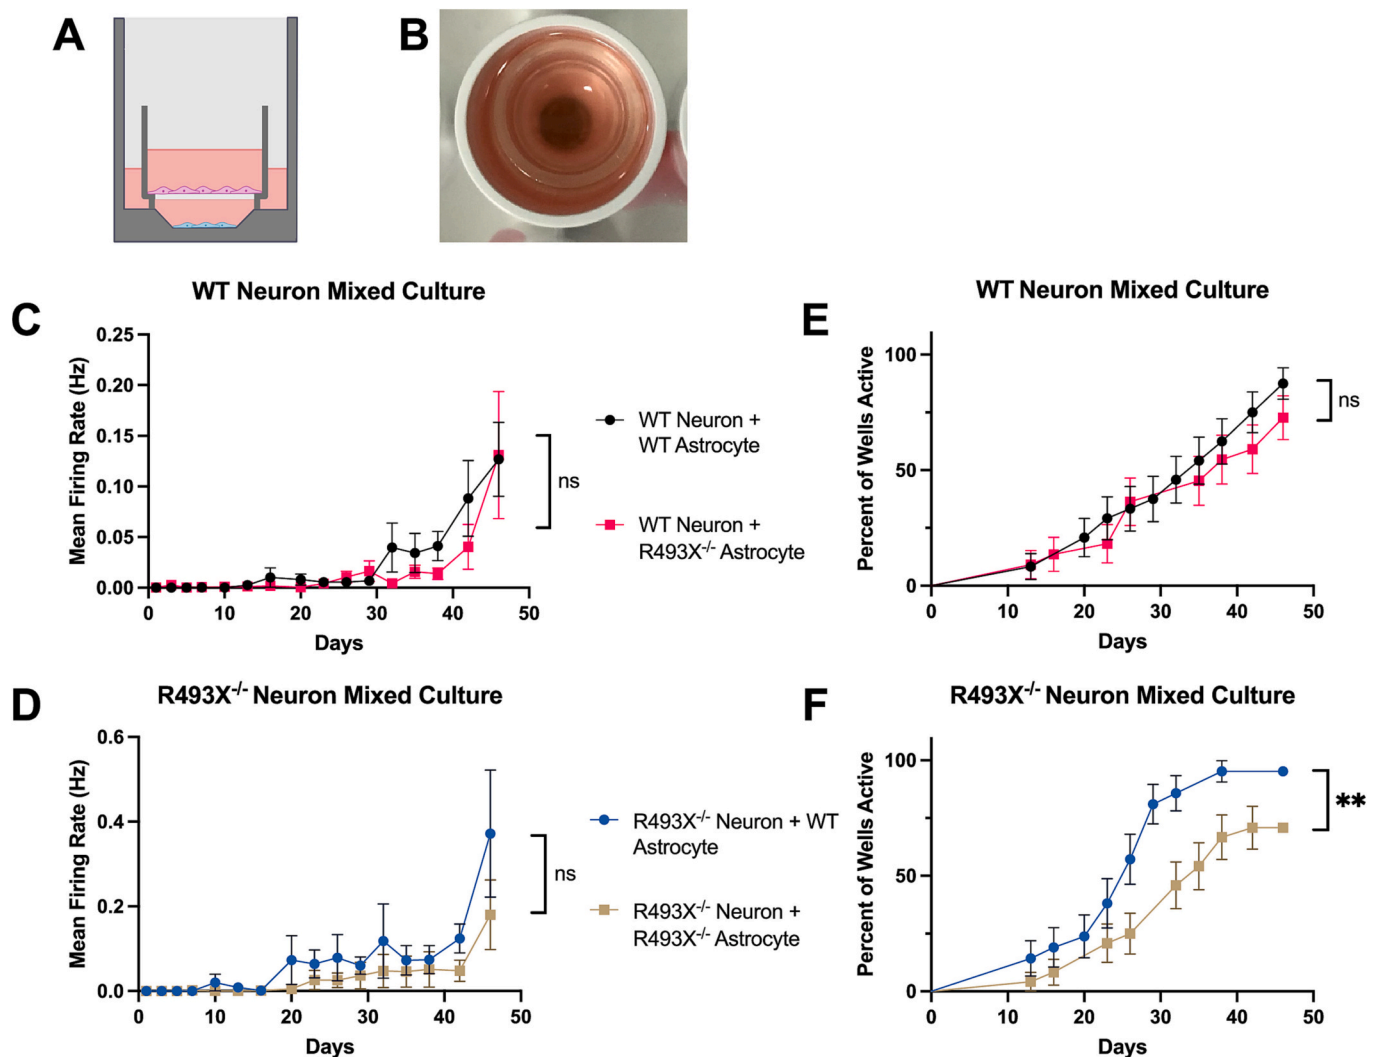 A
B
WT Neuron Mixed Culture
C
Mean Firing Rate (Hz)
0.25
0.20
0.15
0.10
0.05
0.00
0
10
20
30
40
50
Days
ns
WT Neuron +
WT Astrocyte
WT Neuron +
R493X⁻/⁻ Astrocyte
WT Neuron Mixed Culture
E
Percent of Wells Active
100
50
0
0
10
20
30
40
50
Days
ns
R493X⁻/⁻ Neuron Mixed Culture
D
Mean Firing Rate (Hz)
0.6
0.4
0.2
0.0
0
10
20
30
40
50
Days
ns
R493X⁻/⁻ Neuron + WT
Astrocyte
R493X⁻/⁻ Neuron +
R493X⁻/⁻ Astrocyte
R493X⁻/⁻ Neuron Mixed Culture
F
Percent of Wells Active
100
50
0
0
10
20
30
40
50
Days
**